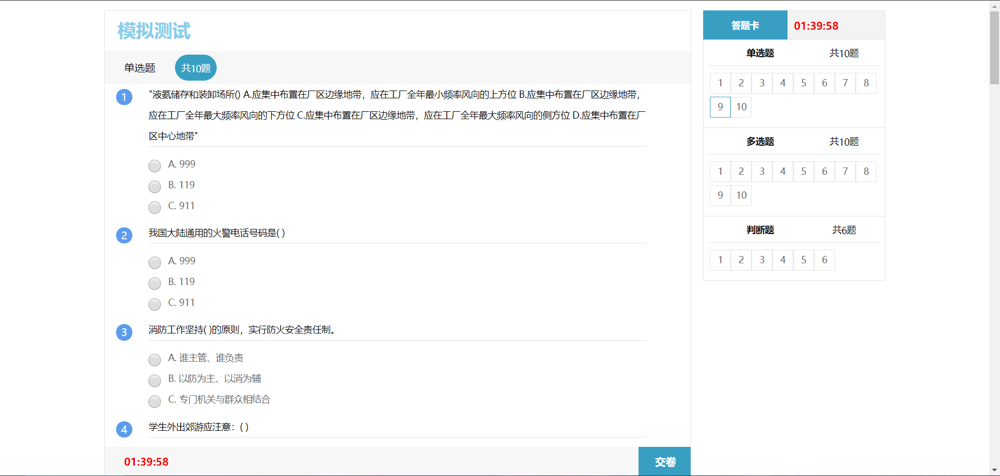 模拟测试
单选题 共10题
1 "液氨储存和装卸场所() A.应集中布置在厂区边缘地带，应在工厂全年最小频率风向的上方位 B.应集中布置在厂区边缘地带，
应在工厂全年最大频率风向的下方位 C.应集中布置在厂区边缘地带，应在工厂全年最大频率风向的侧方位 D.应集中布置在厂
区中心地带"
A. 999
B. 119
C. 911
2 我国大陆通用的火警电话号码是( )
A. 999
B. 119
C. 911
3 消防工作坚持( )的原则，实行防火安全责任制。
A. 谁主管、谁负责
B. 以防为主、以消为辅
C. 专门机关与群众相结合
4 学生外出郊游应注意：( )
01:39:58 交卷
答题卡 01:39:58
单选题 共10题
1 2 3 4 5 6 7 8
9 10
多选题 共10题
1 2 3 4 5 6 7 8
9 10
判断题 共6题
1 2 3 4 5 6